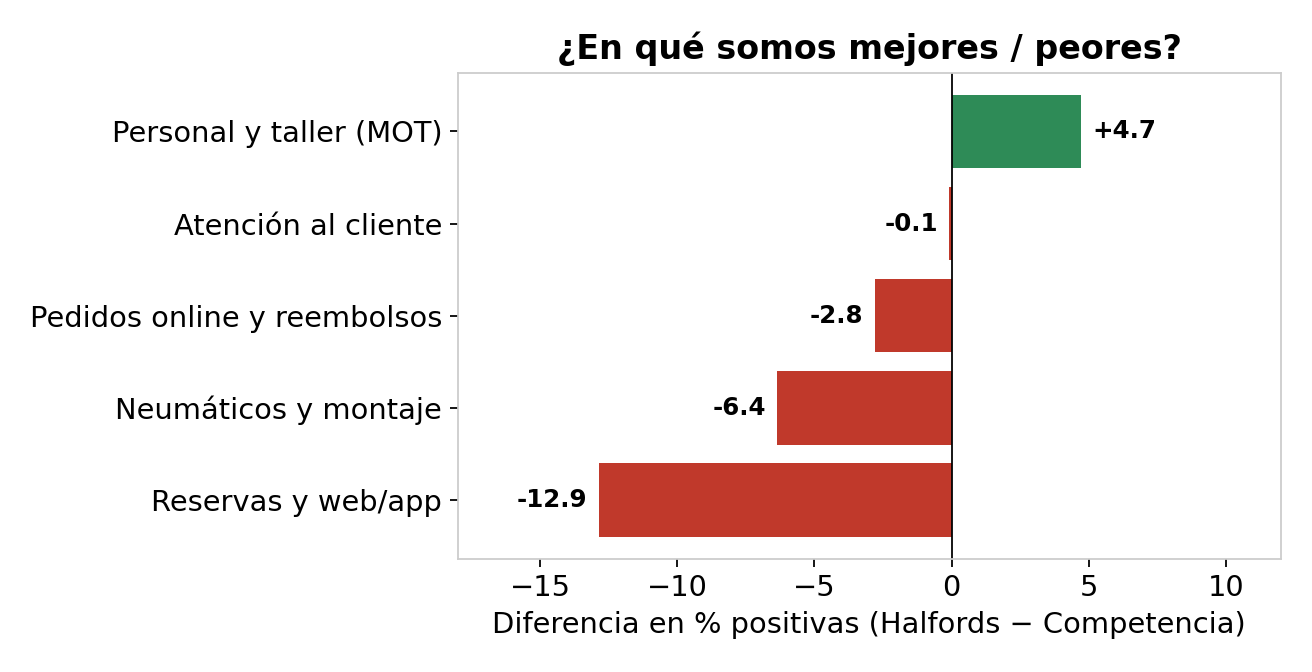 ¿En qué somos mejores / peores?
Personal y taller (MOT)
+4.7
Atención al cliente
-0.1
Pedidos online y reembolsos
-2.8
Neumáticos y montaje
-6.4
Reservas y web/app
-12.9
−15 −10 −5 0 5 10
Diferencia en % positivas (Halfords − Competencia)